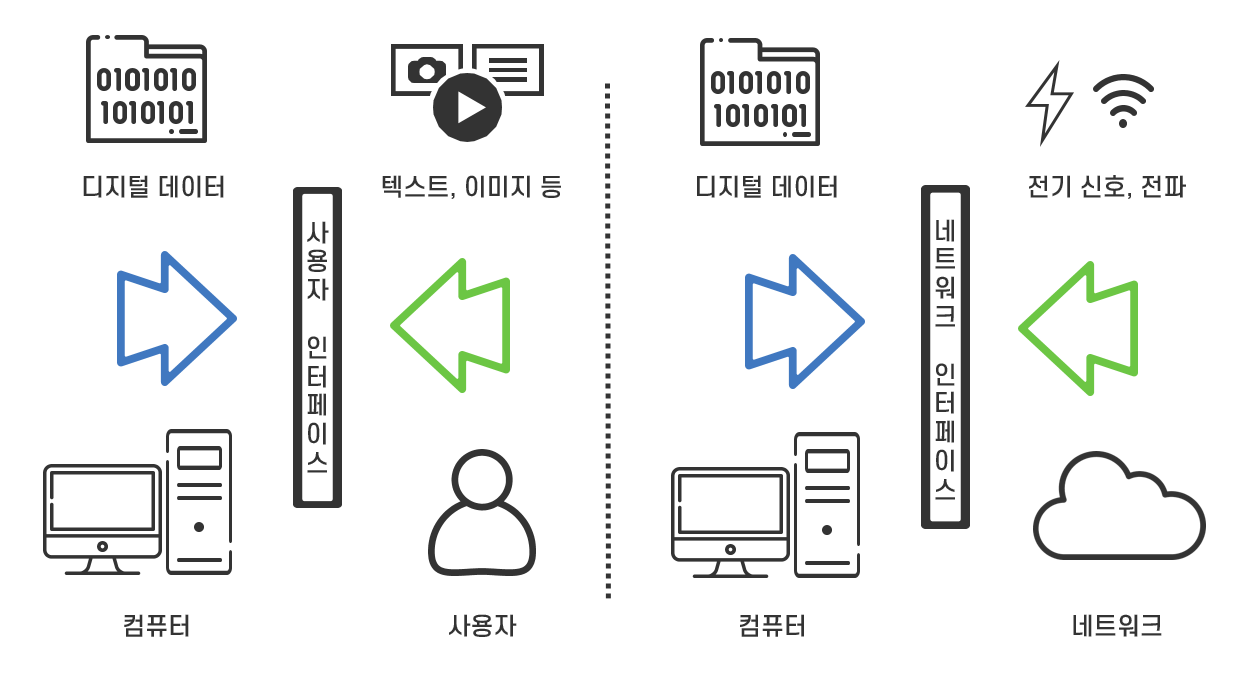 0101010
1010101
디지털 데이터
텍스트, 이미지 등
사용자 인터페이스
컴퓨터
사용자
0101010
1010101
디지털 데이터
전기 신호, 전파
네트워크 인터페이스
컴퓨터
네트워크